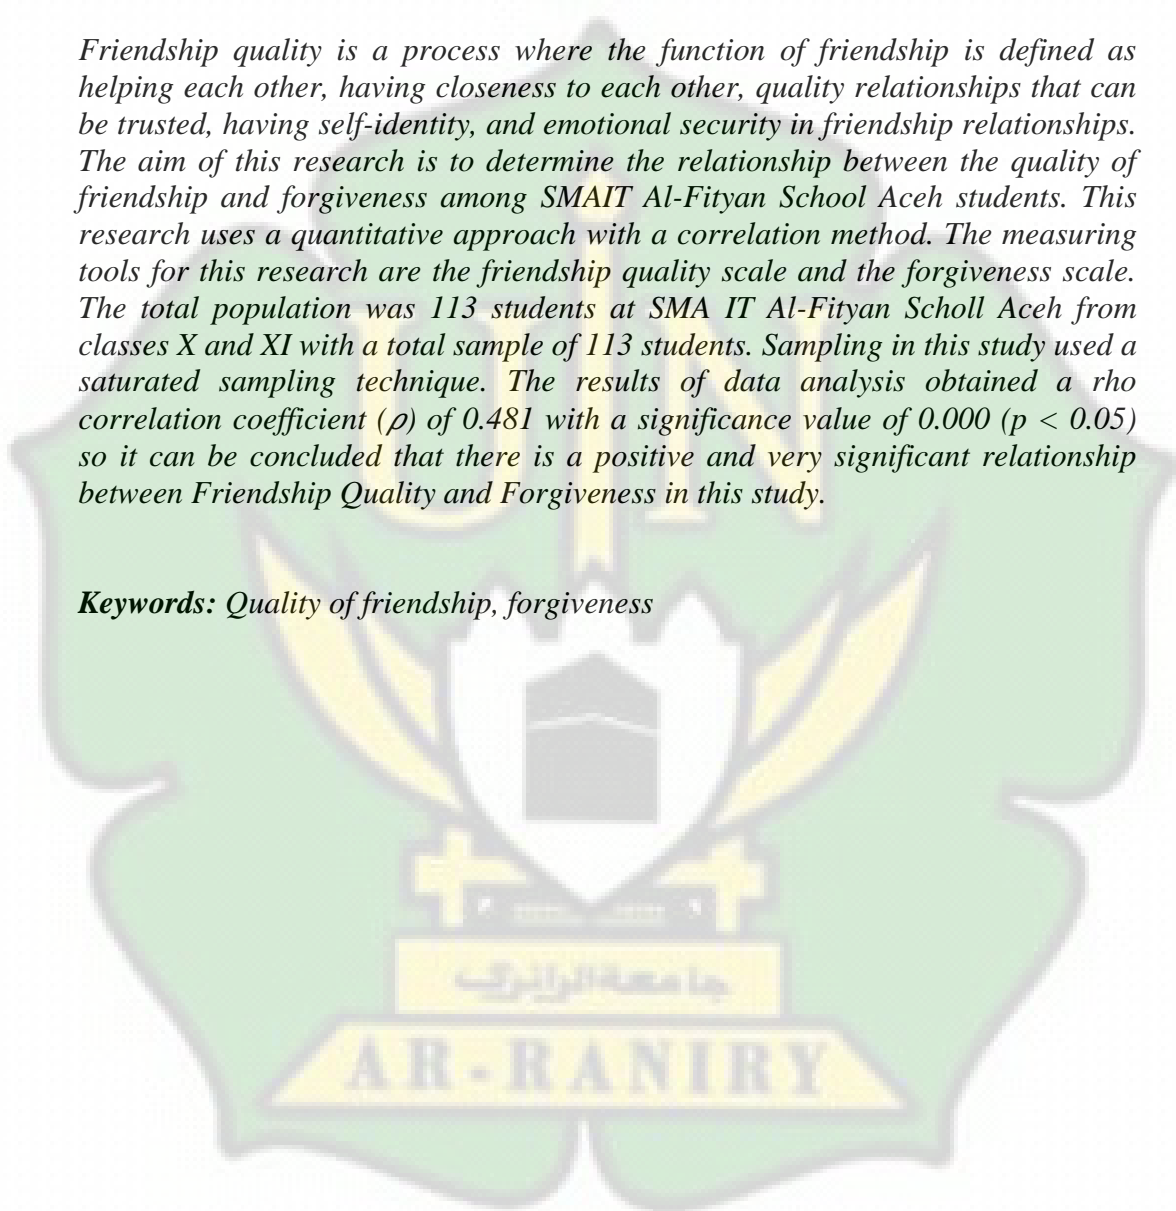 Friendship quality is a process where the function of friendship is defined as
helping each other, having closeness to each other, quality relationships that can
be trusted, having self-identity, and emotional security in friendship relationships.
The aim of this research is to determine the relationship between the quality of
friendship and forgiveness among SMAIT Al-Fityan School Aceh students. This
research uses a quantitative approach with a correlation method. The measuring
tools for this research are the friendship quality scale and the forgiveness scale.
The total population was 113 students at SMA IT Al-Fityan Scholl Aceh from
classes X and XI with a total sample of 113 students. Sampling in this study used a
saturated sampling technique. The results of data analysis obtained a rho
correlation coefficient (ρ) of 0.481 with a significance value of 0.000 (p < 0.05)
so it can be concluded that there is a positive and very significant relationship
between Friendship Quality and Forgiveness in this study.
Keywords: Quality of friendship, forgiveness
UIN
جامعة الرانري
AR-RANIRY